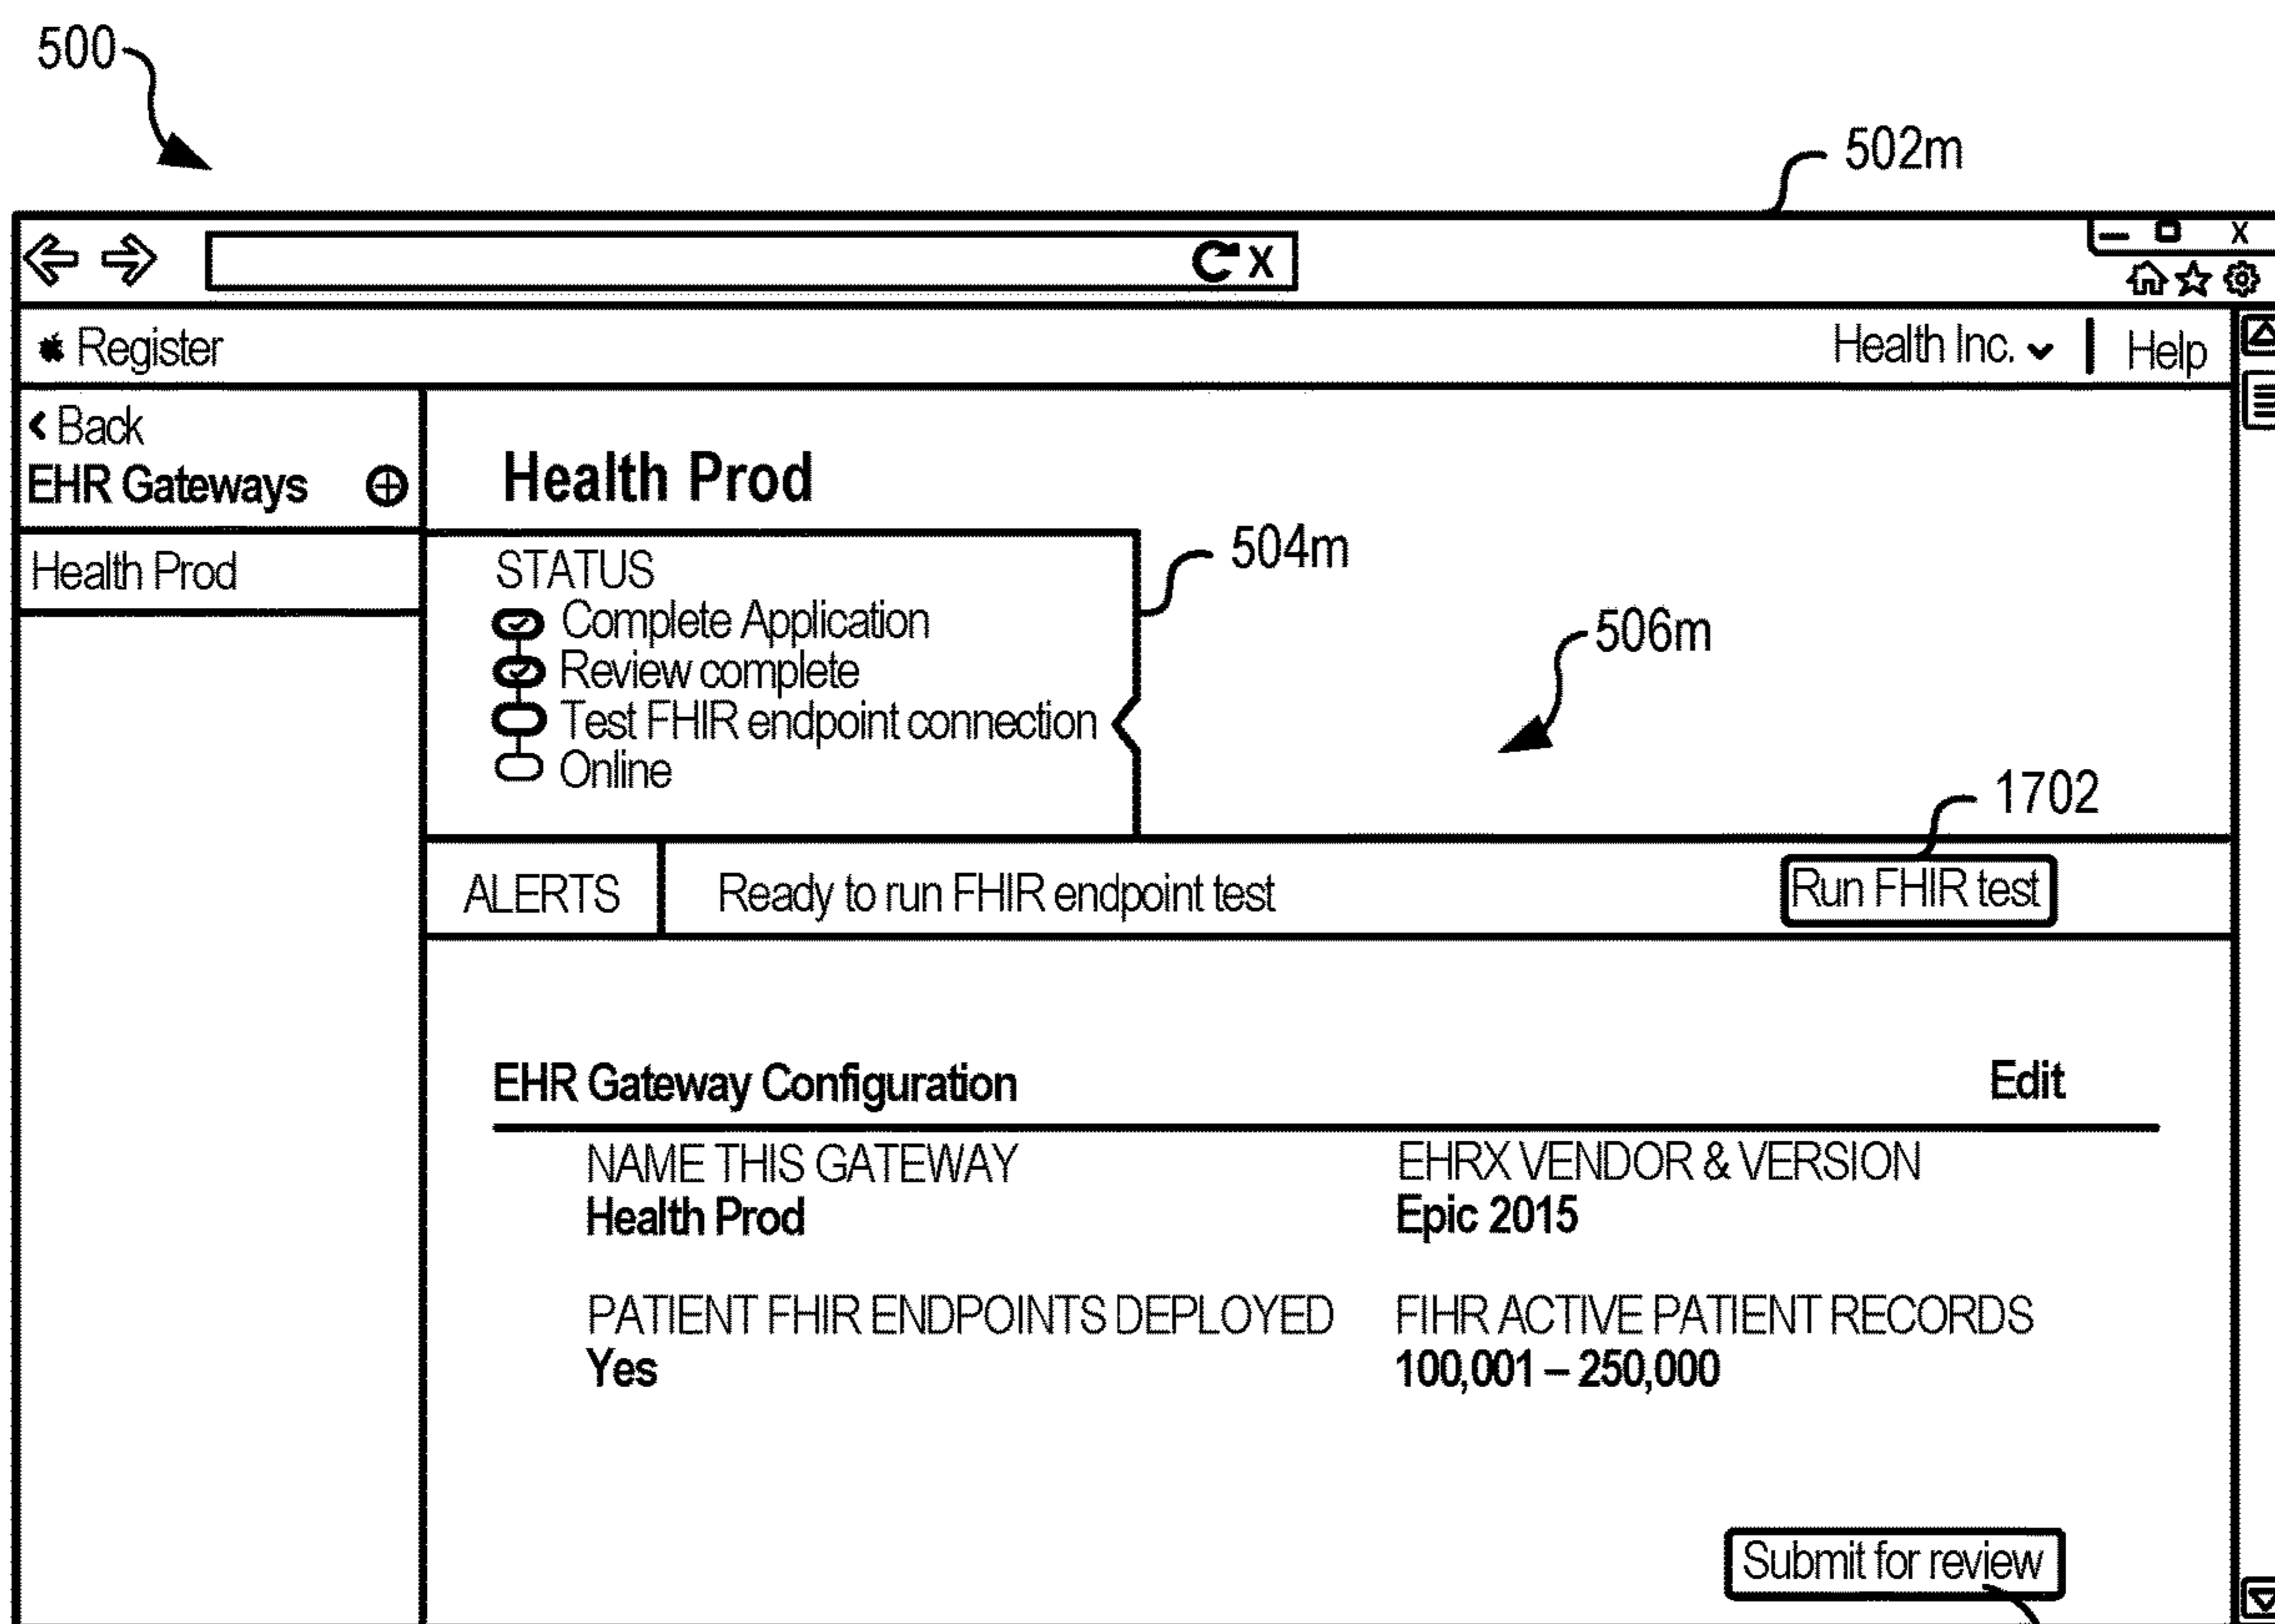 500
502m
X
X
Register
Health Inc.
Help
Back
EHR Gateways
Health Prod
Health Prod
STATUS
Complete Application
Review complete
Test FHIR endpoint connection
Online
504m
506m
1702
ALERTS
Ready to run FHIR endpoint test
Run FHIR test
EHR Gateway Configuration
Edit
NAME THIS GATEWAY
Health Prod
EHRX VENDOR & VERSION
Epic 2015
PATIENT FHIR ENDPOINTS DEPLOYED
Yes
FIHR ACTIVE PATIENT RECORDS
100,001 – 250,000
Submit for review